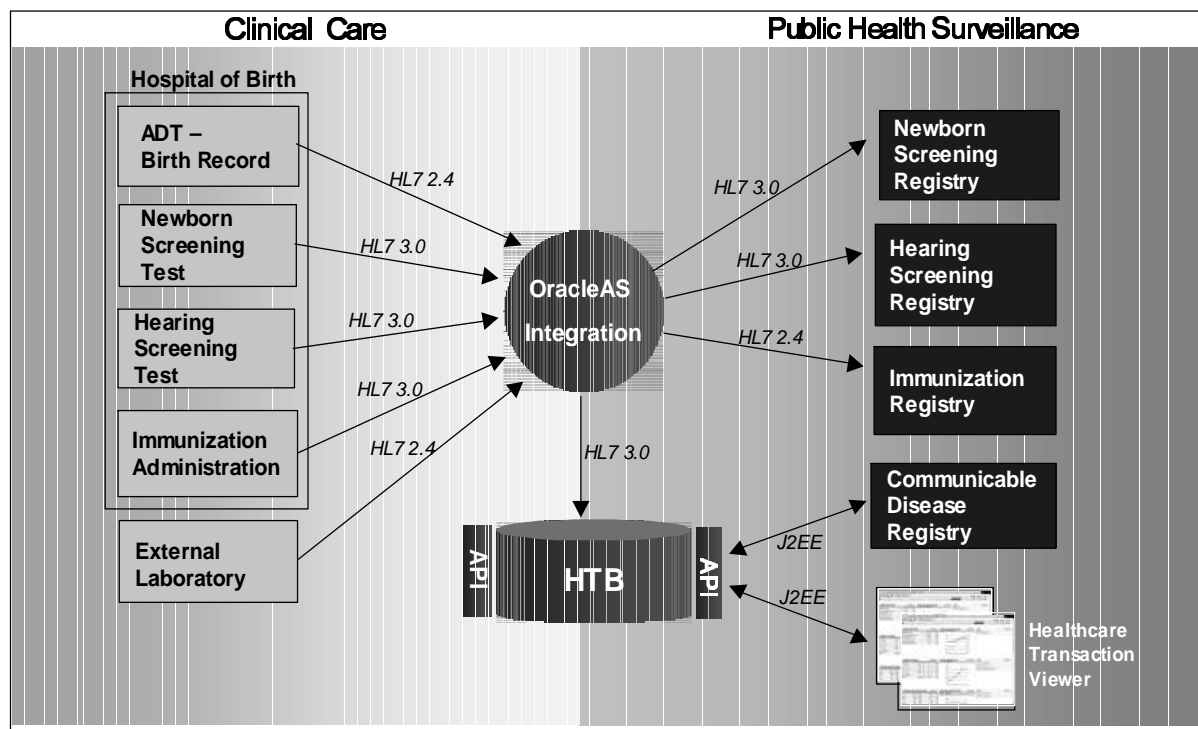 Clinical Care
Public Health Surveillance
Hospital of Birth
ADT –
Birth Record
Newborn
Screening
Test
Hearing
Screening
Test
Immunization
Administration
External
Laboratory
HL7 2.4
HL7 3.0
HL7 3.0
HL7 3.0
HL7 2.4
OracleAS
Integration
HL7 3.0
API
HTB
API
HL7 3.0
HL7 3.0
HL7 2.4
J2EE
J2EE
Newborn
Screening
Registry
Hearing
Screening
Registry
Immunization
Registry
Communicable
Disease
Registry
Healthcare
Transaction
Viewer